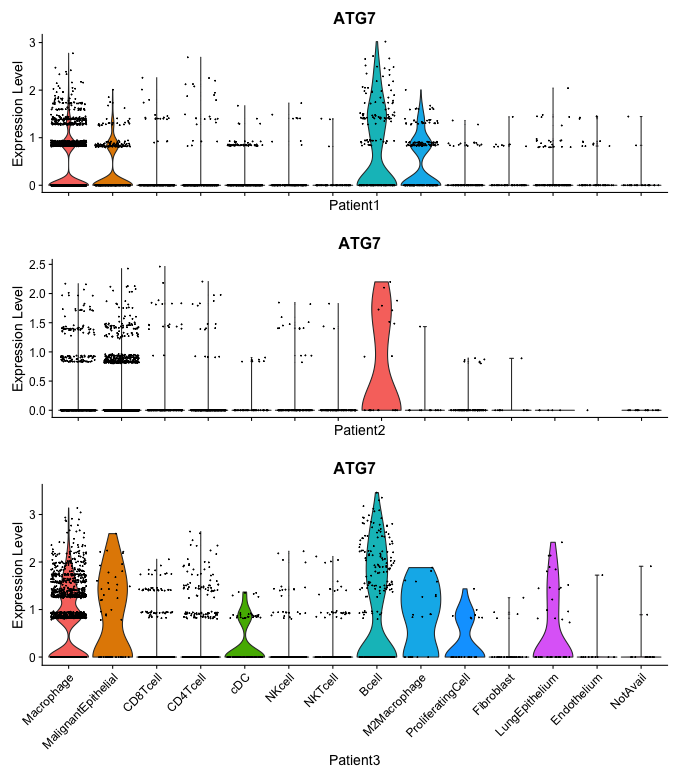 ATG7
Expression Level
3
2
1
0
Patient1
ATG7
Expression Level
2.5
2.0
1.5
1.0
0.5
0.0
Patient2
ATG7
Expression Level
3
2
1
0
Macrophage
MalignantEpithelial
CD8Tcell
CD4Tcell
cDC
NKcell
NKTcell
Bcell
M2Macrophage
ProliferatingCell
Fibroblast
LungEpithelium
Endothelium
NotAvail
Patient3